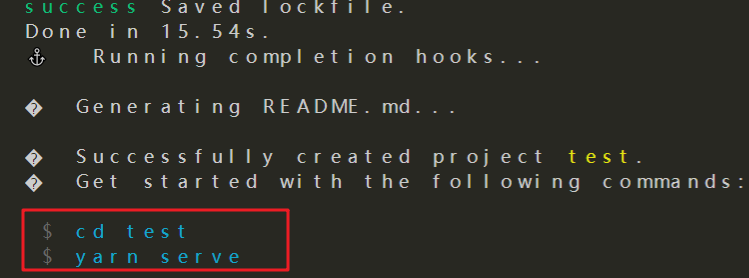 success Saved lockfile.
Done in 15.54s.
⚓ Running completion hooks...
� Generating README.md...
� Successfully created project test.
� Get started with the following commands:
$ cd test
$ yarn serve